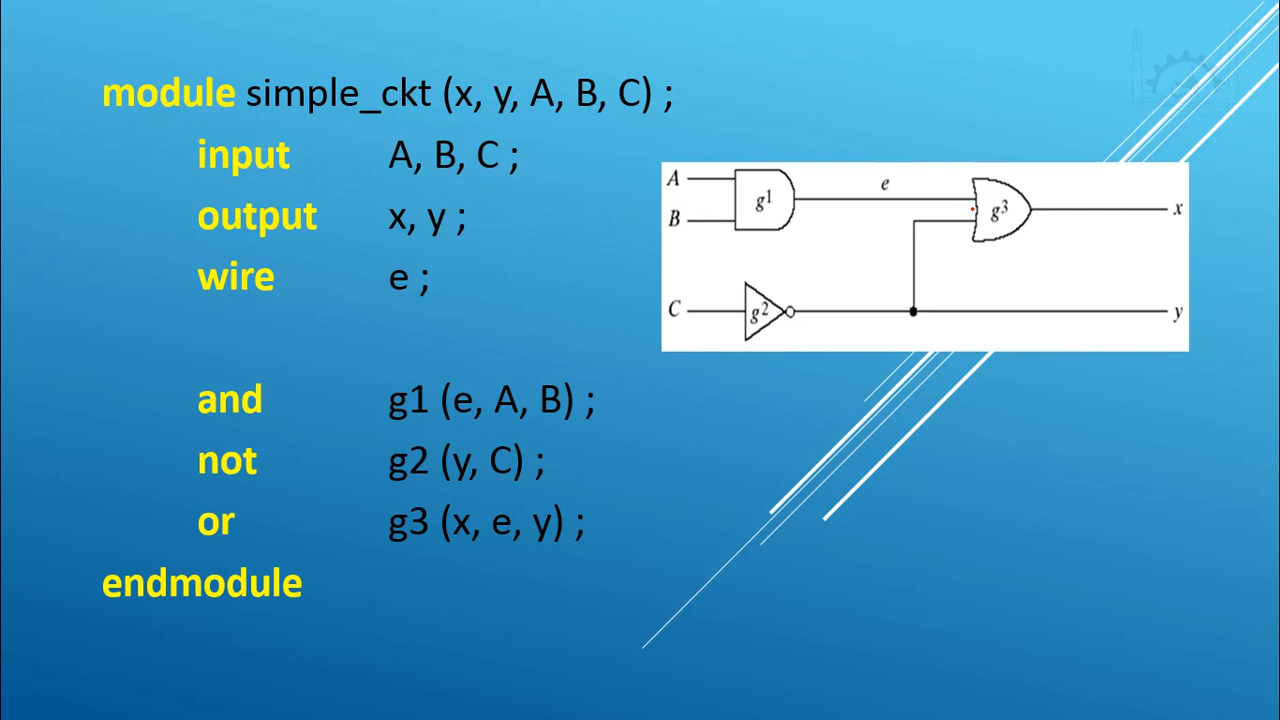 module simple_ckt (x, y, A, B, C) ;
input A, B, C ;
output x, y ;
wire e ;
and g1 (e, A, B) ;
not g2 (y, C) ;
or g3 (x, e, y) ;
endmodule
A
B
g1
e
g3
x
C
g2
y